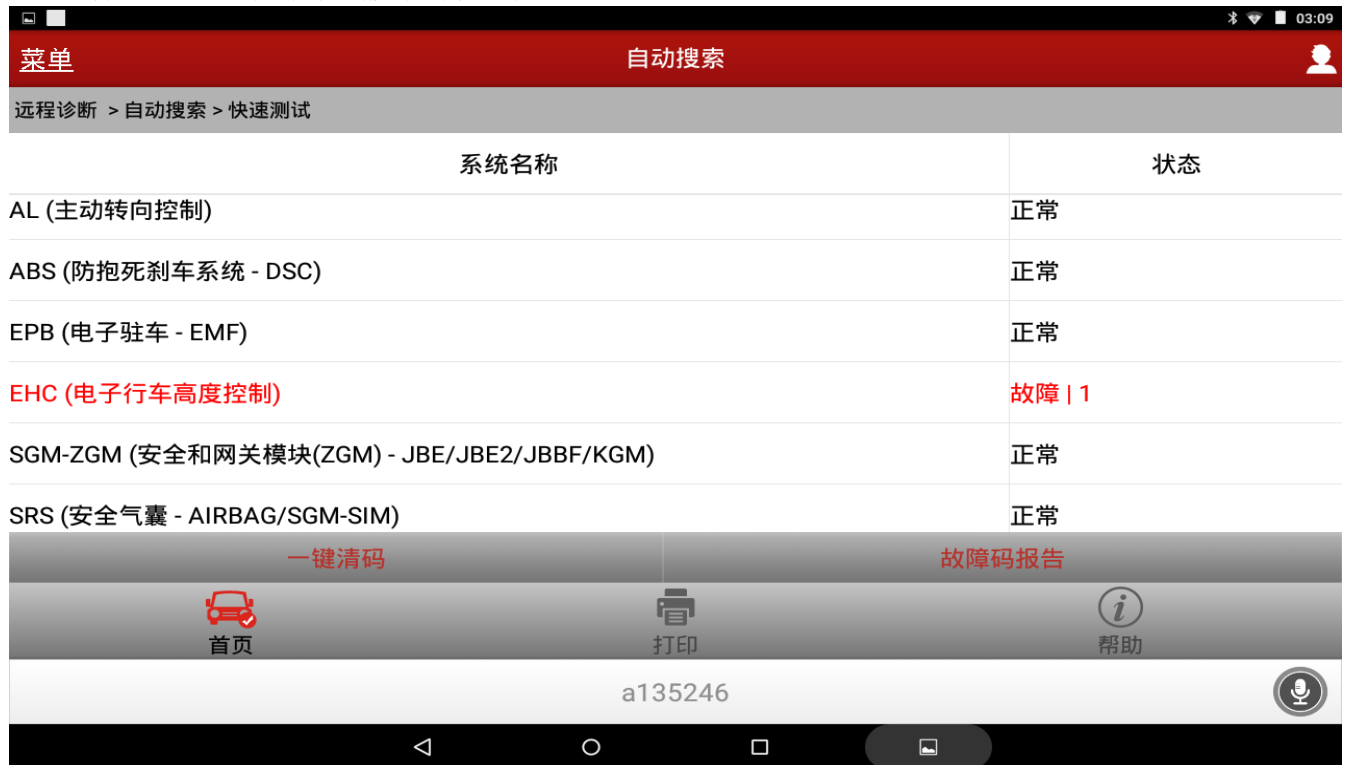 03:09
菜单
自动搜索
远程诊断 > 自动搜索 > 快速测试
系统名称 状态
AL (主动转向控制) 正常
ABS (防抱死刹车系统 - DSC) 正常
EPB (电子驻车 - EMF) 正常
EHC (电子行车高度控制) 故障 | 1
SGM-ZGM (安全和网关模块(ZGM) - JBE/JBE2/JBBF/KGM) 正常
SRS (安全气囊 - AIRBAG/SGM-SIM) 正常
一键清码 故障码报告
首页 打印 帮助
a135246